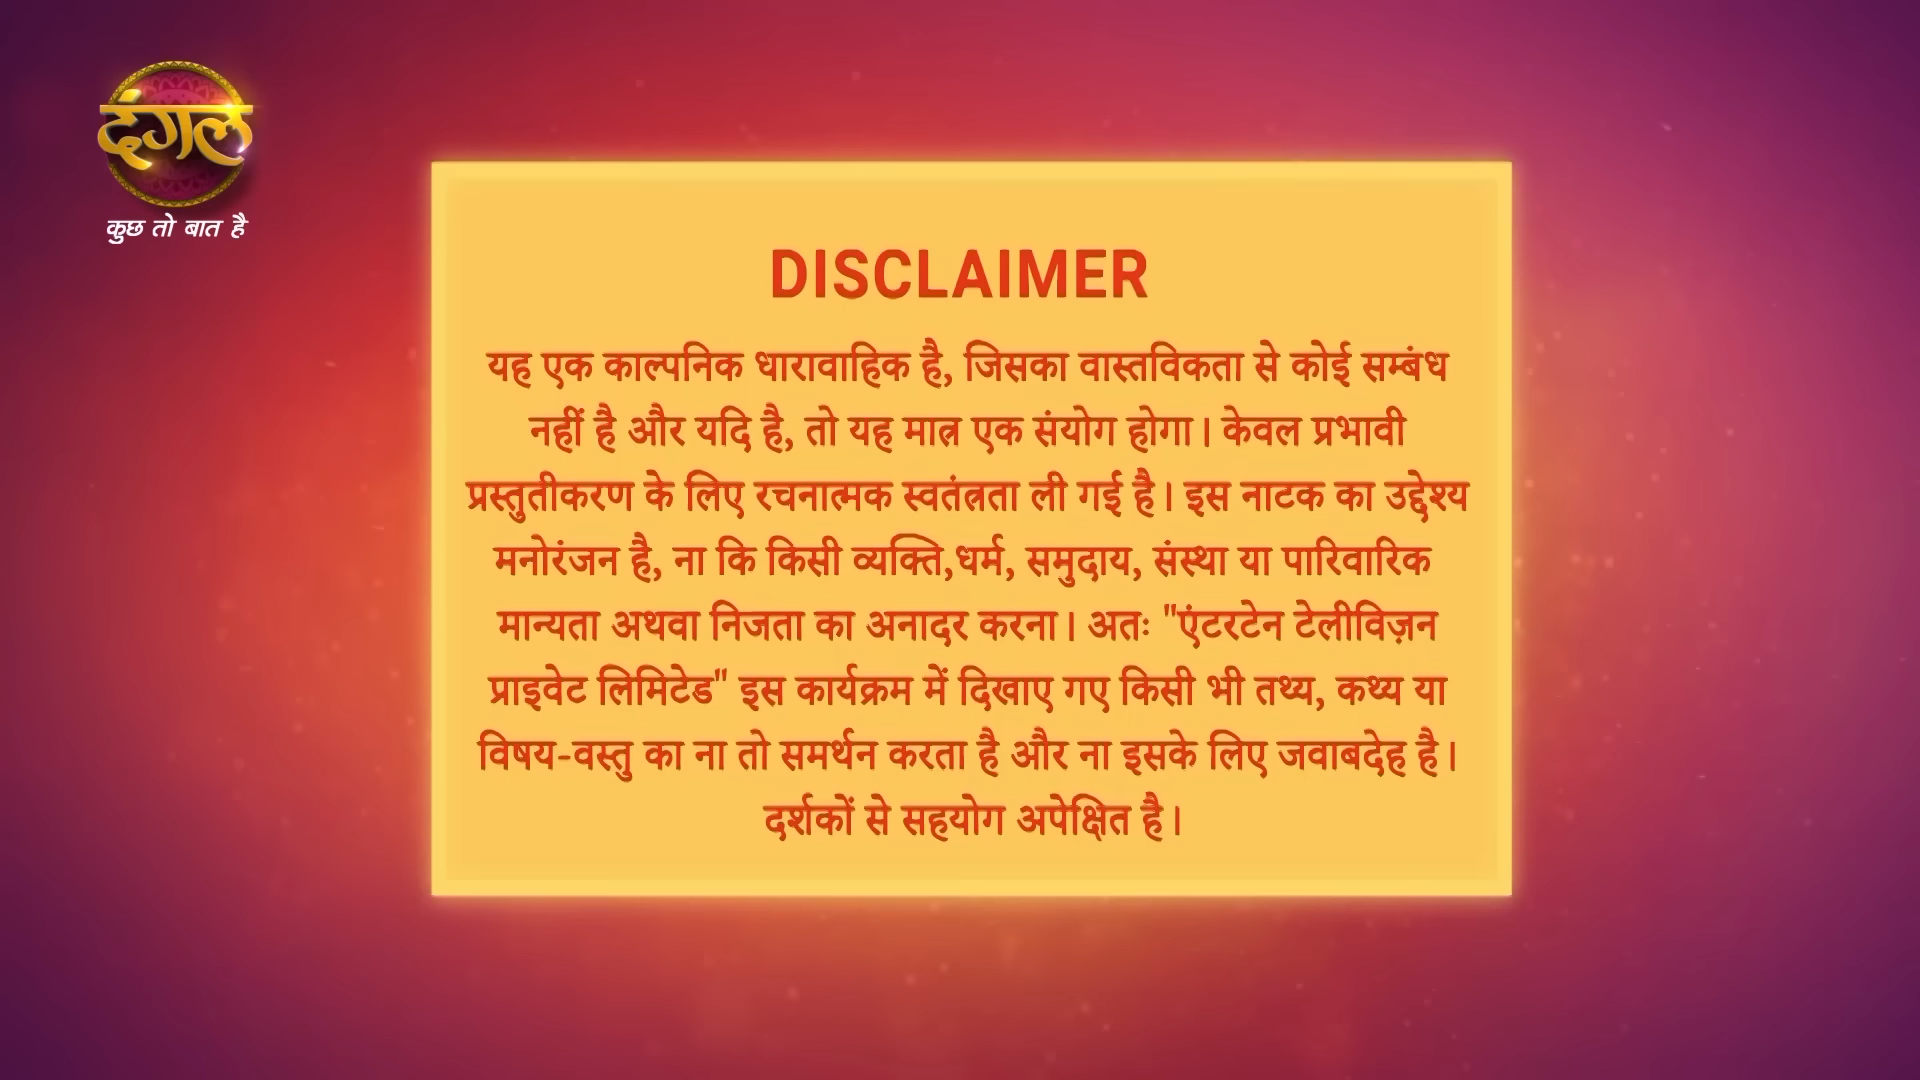 दंगल
कुछ तो बात है
DISCLAIMER
यह एक काल्पनिक धारावाहिक है, जिसका वास्तविकता से कोई सम्बंध
नहीं है और यदि है, तो यह मात्र एक संयोग होगा। केवल प्रभावी
प्रस्तुतीकरण के लिए रचनात्मक स्वतंत्रता ली गई है। इस नाटक का उद्देश्य
मनोरंजन है, ना कि किसी व्यक्ति,धर्म, समुदाय, संस्था या पारिवारिक
मान्यता अथवा निजता का अनादर करना। अतः "एंटरटेन टेलीविज़न
प्राइवेट लिमिटेड" इस कार्यक्रम में दिखाए गए किसी भी तथ्य, कथ्य या
विषय-वस्तु का ना तो समर्थन करता है और ना इसके लिए जवाबदेह है।
दर्शकों से सहयोग अपेक्षित है।